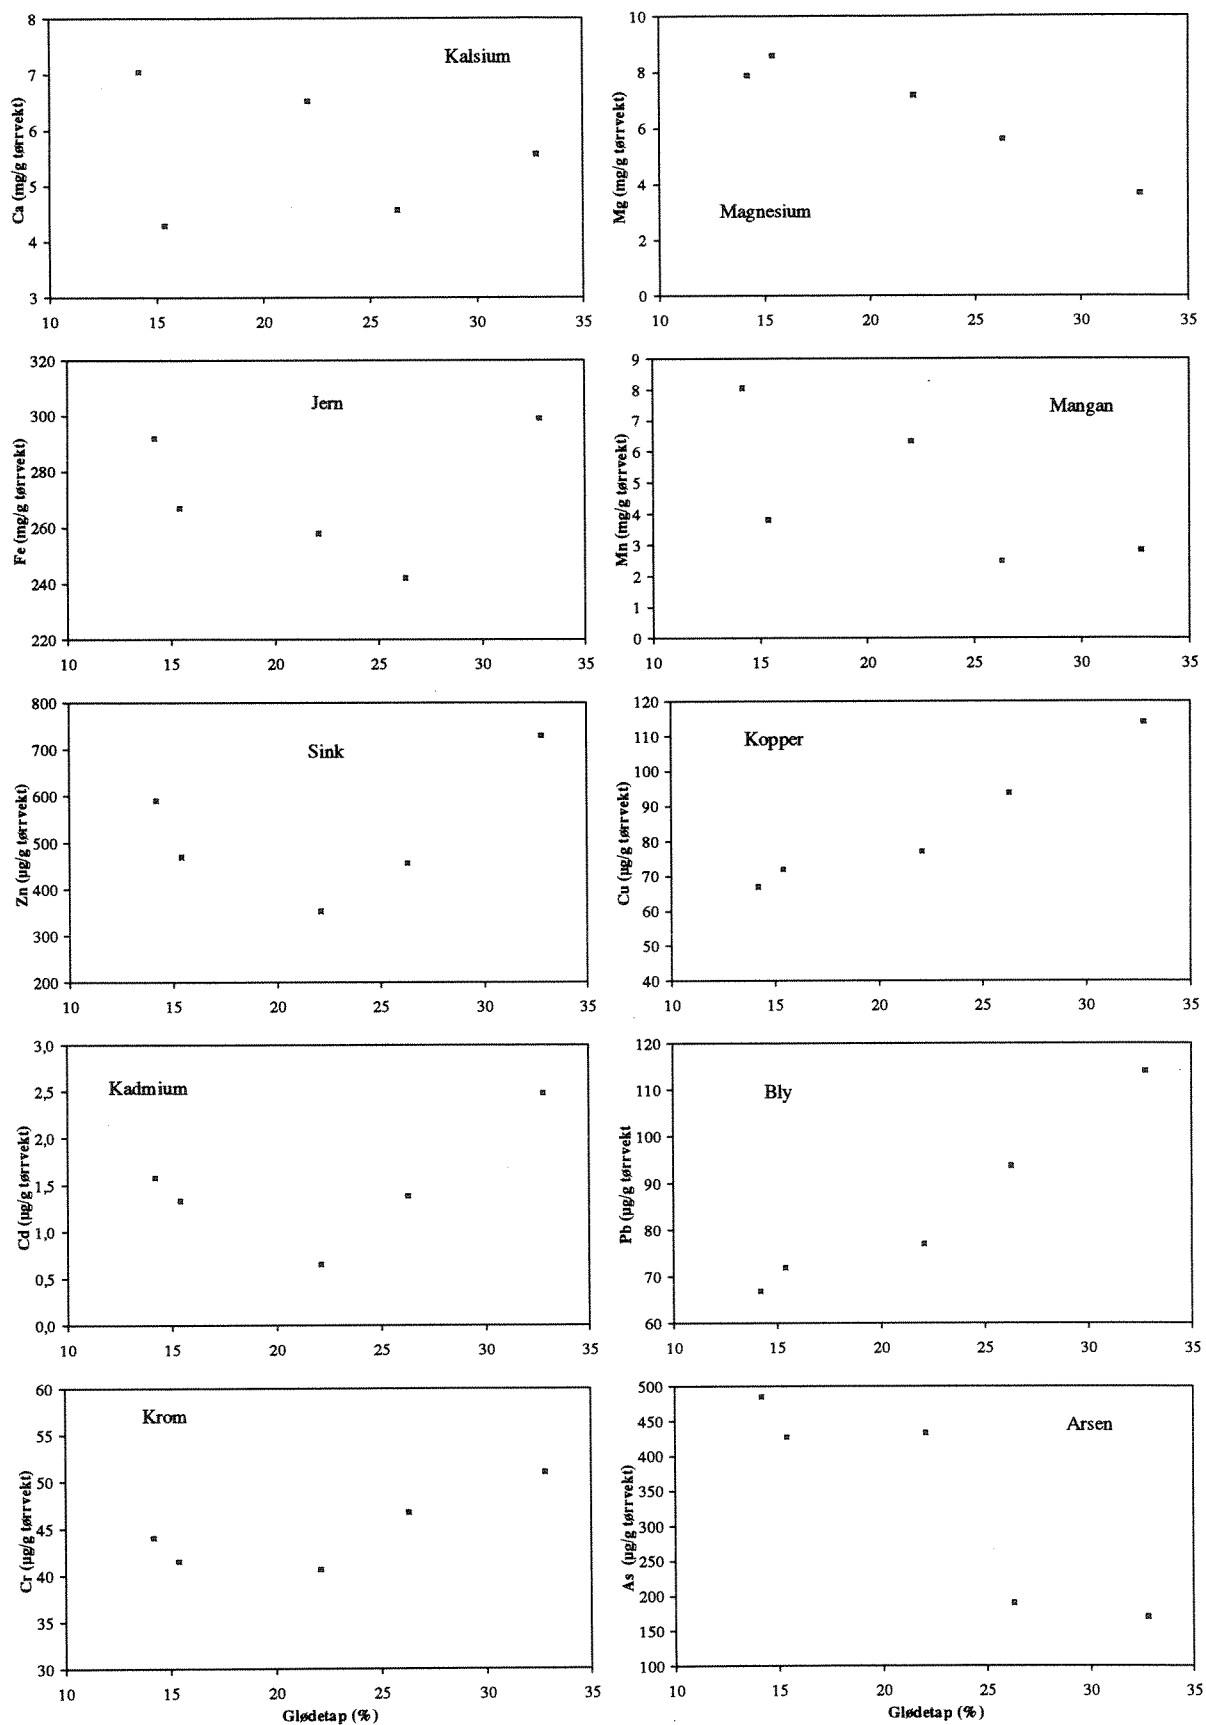 Kalsium
Ca (mg/g tørrvekt)
8
7
6
5
4
3
10 15 20 25 30 35
Magnesium
Mg (mg/g tørrvekt)
10
8
6
4
2
0
10 15 20 25 30 35
Jern
Fe (mg/g tørrvekt)
320
300
280
260
240
220
10 15 20 25 30 35
Mangan
Mn (mg/g tørrvekt)
9
8
7
6
5
4
3
2
1
0
10 15 20 25 30 35
Sink
Zn (µg/g tørrvekt)
800
700
600
500
400
300
200
10 15 20 25 30 35
Kopper
Cu (µg/g tørrvekt)
120
110
100
90
80
70
60
50
40
10 15 20 25 30 35
Kadmium
Cd (µg/g tørrvekt)
3,0
2,5
2,0
1,5
1,0
0,5
0,0
10 15 20 25 30 35
Bly
Pb (µg/g tørrvekt
120
110
100
90
80
70
60
10 15 20 25 30 35
Krom
Cr (µg/g tørrvekt)
60
55
50
45
40
35
30
10 15 20 25 30 35
Glødetap (%)
Arsen
As (µg/g tørrvekt)
500
450
400
350
300
250
200
150
100
10 15 20 25 30 35
Glødetap (%)